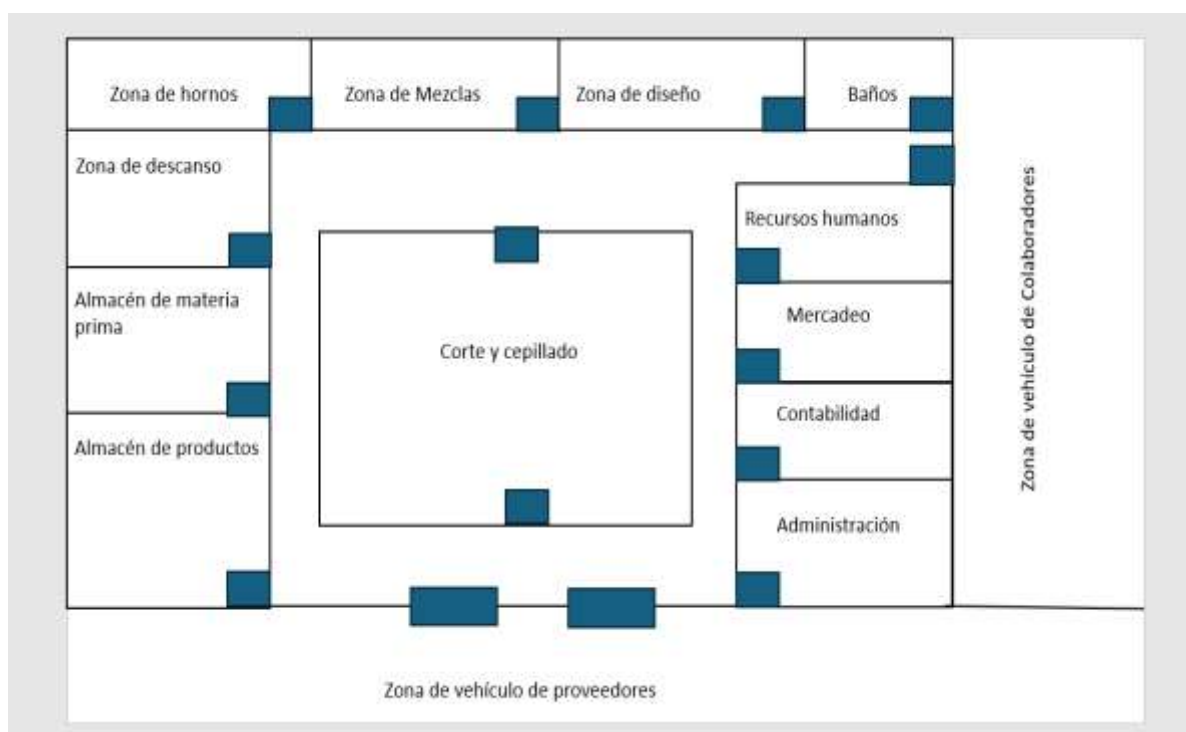 Zona de hornos
Zona de Mezclas
Zona de diseño
Baños
Zona de descanso
Recursos humanos
Almacén de materia
prima
Mercadeo
Corte y cepillado
Contabilidad
Almacén de productos
Administración
Zona de vehículo de Colaboradores
Zona de vehículo de proveedores